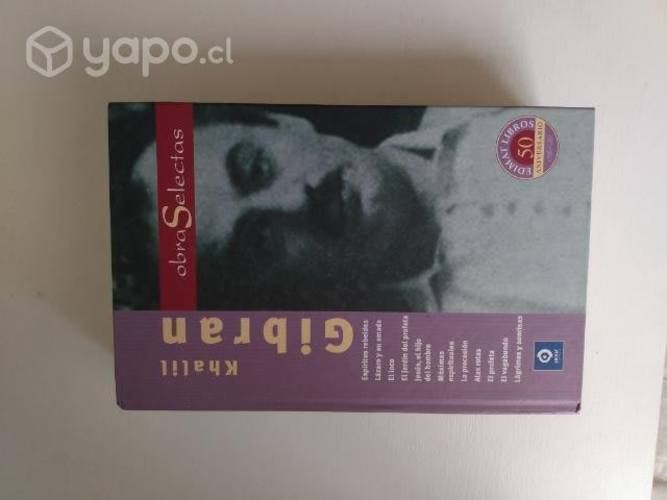 yapo.cl
obraSelectas
EDIMAT LIBROS
50
ANIVERSARIO
Khalil
Gibran
Espíritus rebeldes
Lázaro y su amada
El loco
El jardín del profeta
Jesús, el hijo
del hombre
Máximas
espirituales
La procesión
Alas rotas
El profeta
El vagabundo
Lágrimas y sonrisas